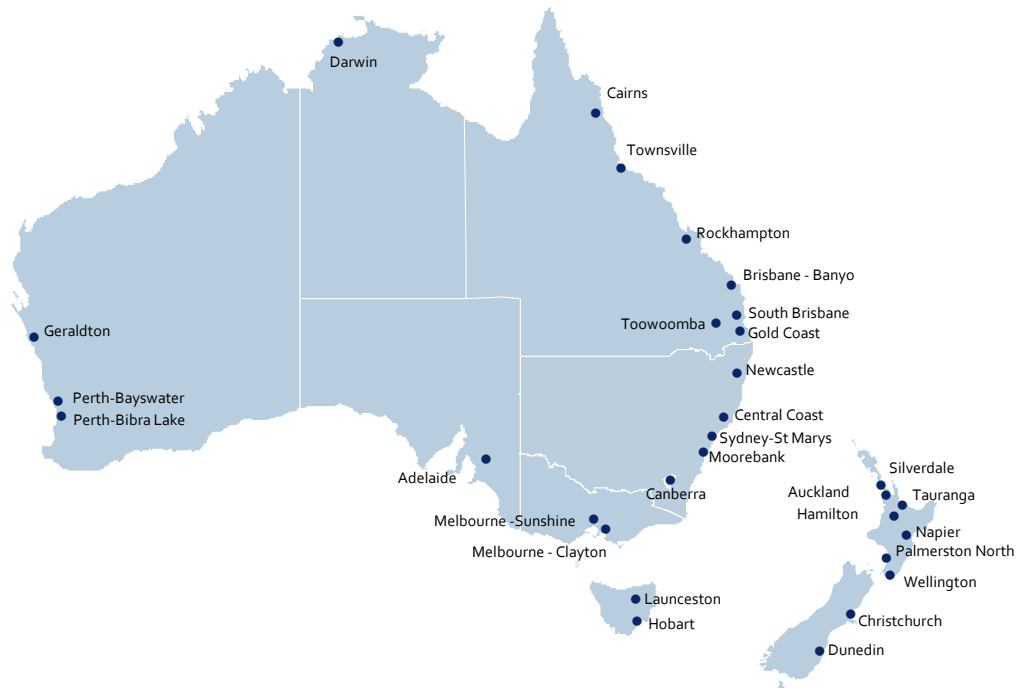 Darwin
Cairns
Townsville
Rockhampton
Brisbane - Banyo
South Brisbane
Toowoomba
Gold Coast
Geraldton
Newcastle
Perth-Bayswater
Perth-Bibra Lake
Central Coast
Sydney-St Marys
Moorebank
Adelaide
Canberra
Silverdale
Auckland
Tauranga
Hamilton
Melbourne -Sunshine
Napier
Melbourne - Clayton
Palmerston North
Wellington
Launceston
Hobart
Christchurch
Dunedin